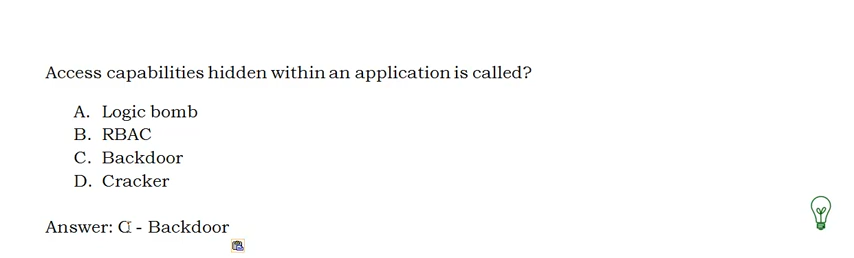 Access capabilities hidden within an application is called?
A. Logic bomb
B. RBAC
C. Backdoor
D. Cracker
Answer: C - Backdoor